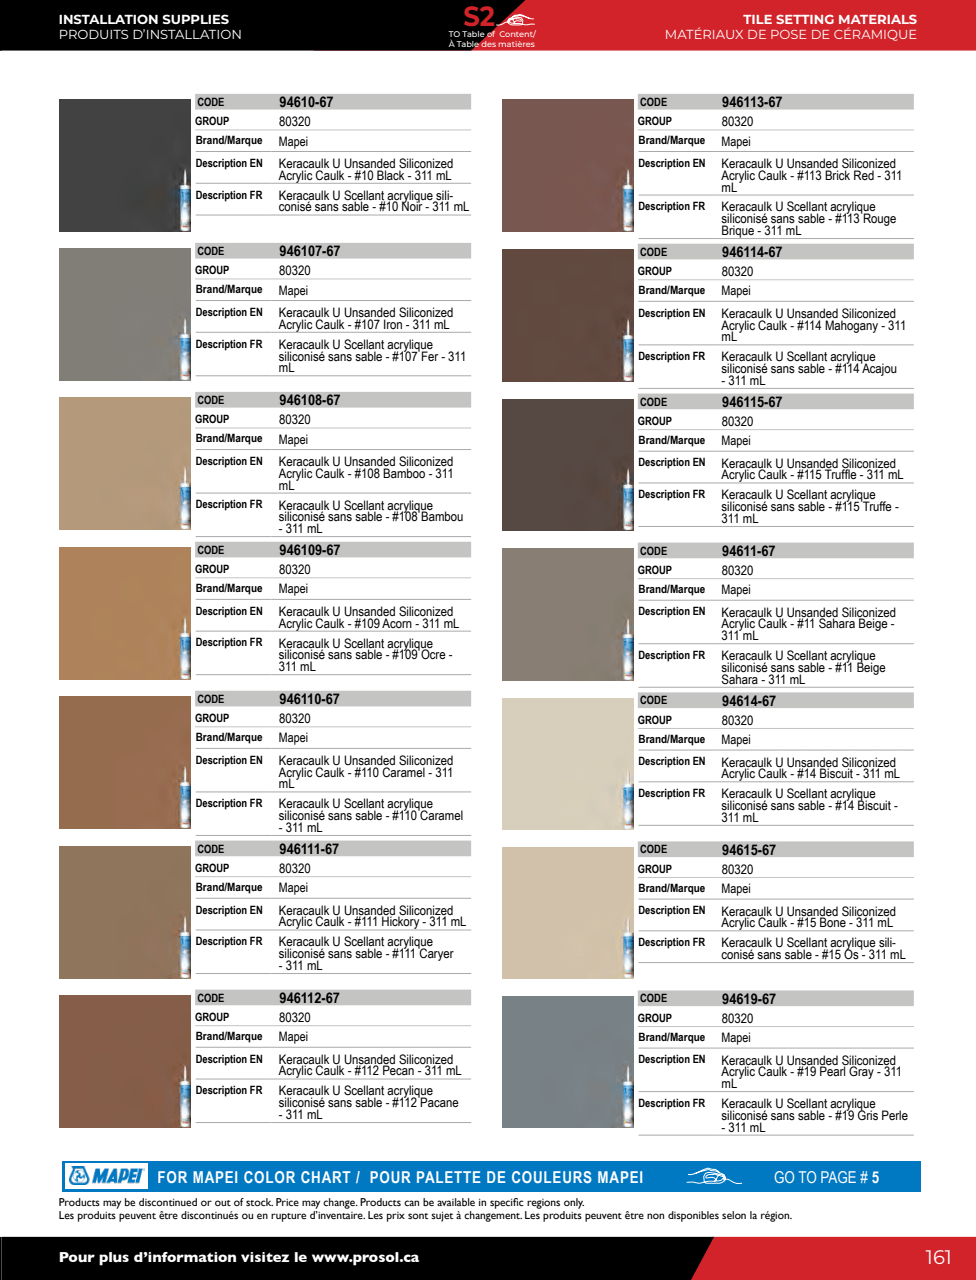 INSTALLATION SUPPLIES
PRODUITS D'INSTALLATION
S2
TO Table of Content/
À Table des matières
TILE SETTING MATERIALS
MATÉRIAUX DE POSE DE CÉRAMIQUE
CODE 94610-67
GROUP 80320
Brand/Marque Mapei
Description EN Keracaulk U Unsanded Siliconized
Acrylic Caulk - #10 Black - 311 mL
Description FR Keracaulk U Scellant acrylique sili-
conisé sans sable - #10 Noir - 311 mL
CODE 946107-67
GROUP 80320
Brand/Marque Mapei
Description EN Keracaulk U Unsanded Siliconized
Acrylic Caulk - #107 Iron - 311 mL
Description FR Keracaulk U Scellant acrylique
siliconisé sans sable - #107 Fer - 311
mL
CODE 946108-67
GROUP 80320
Brand/Marque Mapei
Description EN Keracaulk U Unsanded Siliconized
Acrylic Caulk - #108 Bamboo - 311
mL
Description FR Keracaulk U Scellant acrylique
siliconisé sans sable - #108 Bambou
- 311 mL
CODE 946109-67
GROUP 80320
Brand/Marque Mapei
Description EN Keracaulk U Unsanded Siliconized
Acrylic Caulk - #109 Acorn - 311 mL
Description FR Keracaulk U Scellant acrylique
siliconisé sans sable - #109 Ocre -
311 mL
CODE 946110-67
GROUP 80320
Brand/Marque Mapei
Description EN Keracaulk U Unsanded Siliconized
Acrylic Caulk - #110 Caramel - 311
mL
Description FR Keracaulk U Scellant acrylique
siliconisé sans sable - #110 Caramel
- 311 mL
CODE 946111-67
GROUP 80320
Brand/Marque Mapei
Description EN Keracaulk U Unsanded Siliconized
Acrylic Caulk - #111 Hickory - 311 mL
Description FR Keracaulk U Scellant acrylique
siliconisé sans sable - #111 Caryer
- 311 mL
CODE 946112-67
GROUP 80320
Brand/Marque Mapei
Description EN Keracaulk U Unsanded Siliconized
Acrylic Caulk - #112 Pecan - 311 mL
Description FR Keracaulk U Scellant acrylique
siliconisé sans sable - #112 Pacane
- 311 mL
CODE 946113-67
GROUP 80320
Brand/Marque Mapei
Description EN Keracaulk U Unsanded Siliconized
Acrylic Caulk - #113 Brick Red - 311
mL
Description FR Keracaulk U Scellant acrylique
siliconisé sans sable - #113 Rouge
Brique - 311 mL
CODE 946114-67
GROUP 80320
Brand/Marque Mapei
Description EN Keracaulk U Unsanded Siliconized
Acrylic Caulk - #114 Mahogany - 311
mL
Description FR Keracaulk U Scellant acrylique
siliconisé sans sable - #114 Acajou
- 311 mL
CODE 946115-67
GROUP 80320
Brand/Marque Mapei
Description EN Keracaulk U Unsanded Siliconized
Acrylic Caulk - #115 Truffle - 311 mL
Description FR Keracaulk U Scellant acrylique
siliconisé sans sable - #115 Truffe -
311 mL
CODE 94611-67
GROUP 80320
Brand/Marque Mapei
Description EN Keracaulk U Unsanded Siliconized
Acrylic Caulk - #11 Sahara Beige -
311 mL
Description FR Keracaulk U Scellant acrylique
siliconisé sans sable - #11 Beige
Sahara - 311 mL
CODE 94614-67
GROUP 80320
Brand/Marque Mapei
Description EN Keracaulk U Unsanded Siliconized
Acrylic Caulk - #14 Biscuit - 311 mL
Description FR Keracaulk U Scellant acrylique
siliconisé sans sable - #14 Biscuit -
311 mL
CODE 94615-67
GROUP 80320
Brand/Marque Mapei
Description EN Keracaulk U Unsanded Siliconized
Acrylic Caulk - #15 Bone - 311 mL
Description FR Keracaulk U Scellant acrylique sili-
conisé sans sable - #15 Os - 311 mL
CODE 94619-67
GROUP 80320
Brand/Marque Mapei
Description EN Keracaulk U Unsanded Siliconized
Acrylic Caulk - #19 Pearl Gray - 311
mL
Description FR Keracaulk U Scellant acrylique
siliconisé sans sable - #19 Gris Perle
- 311 mL
MAPEI FOR MAPEI COLOR CHART / POUR PALETTE DE COULEURS MAPEI GO TO PAGE # 5
Products may be discontinued or out of stock. Price may change. Products can be available in specific regions only.
Les produits peuvent être discontinués ou en rupture d'inventaire. Les prix sont sujet à changement. Les produits peuvent être non disponibles selon la région.
Pour plus d'information visitez le www.prosol.ca
161